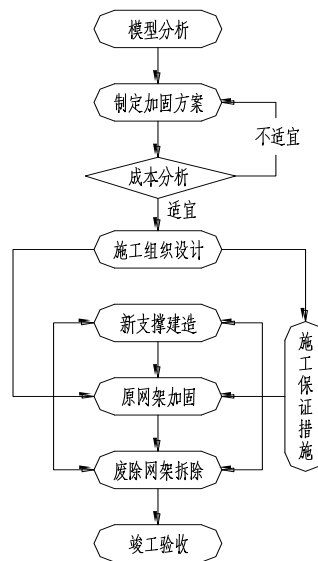 模型分析
制定加固方案
不适宜
成本分析
适宜
施工组织设计
新支撑建造
施工保证措施
原网架加固
废除网架拆除
竣工验收